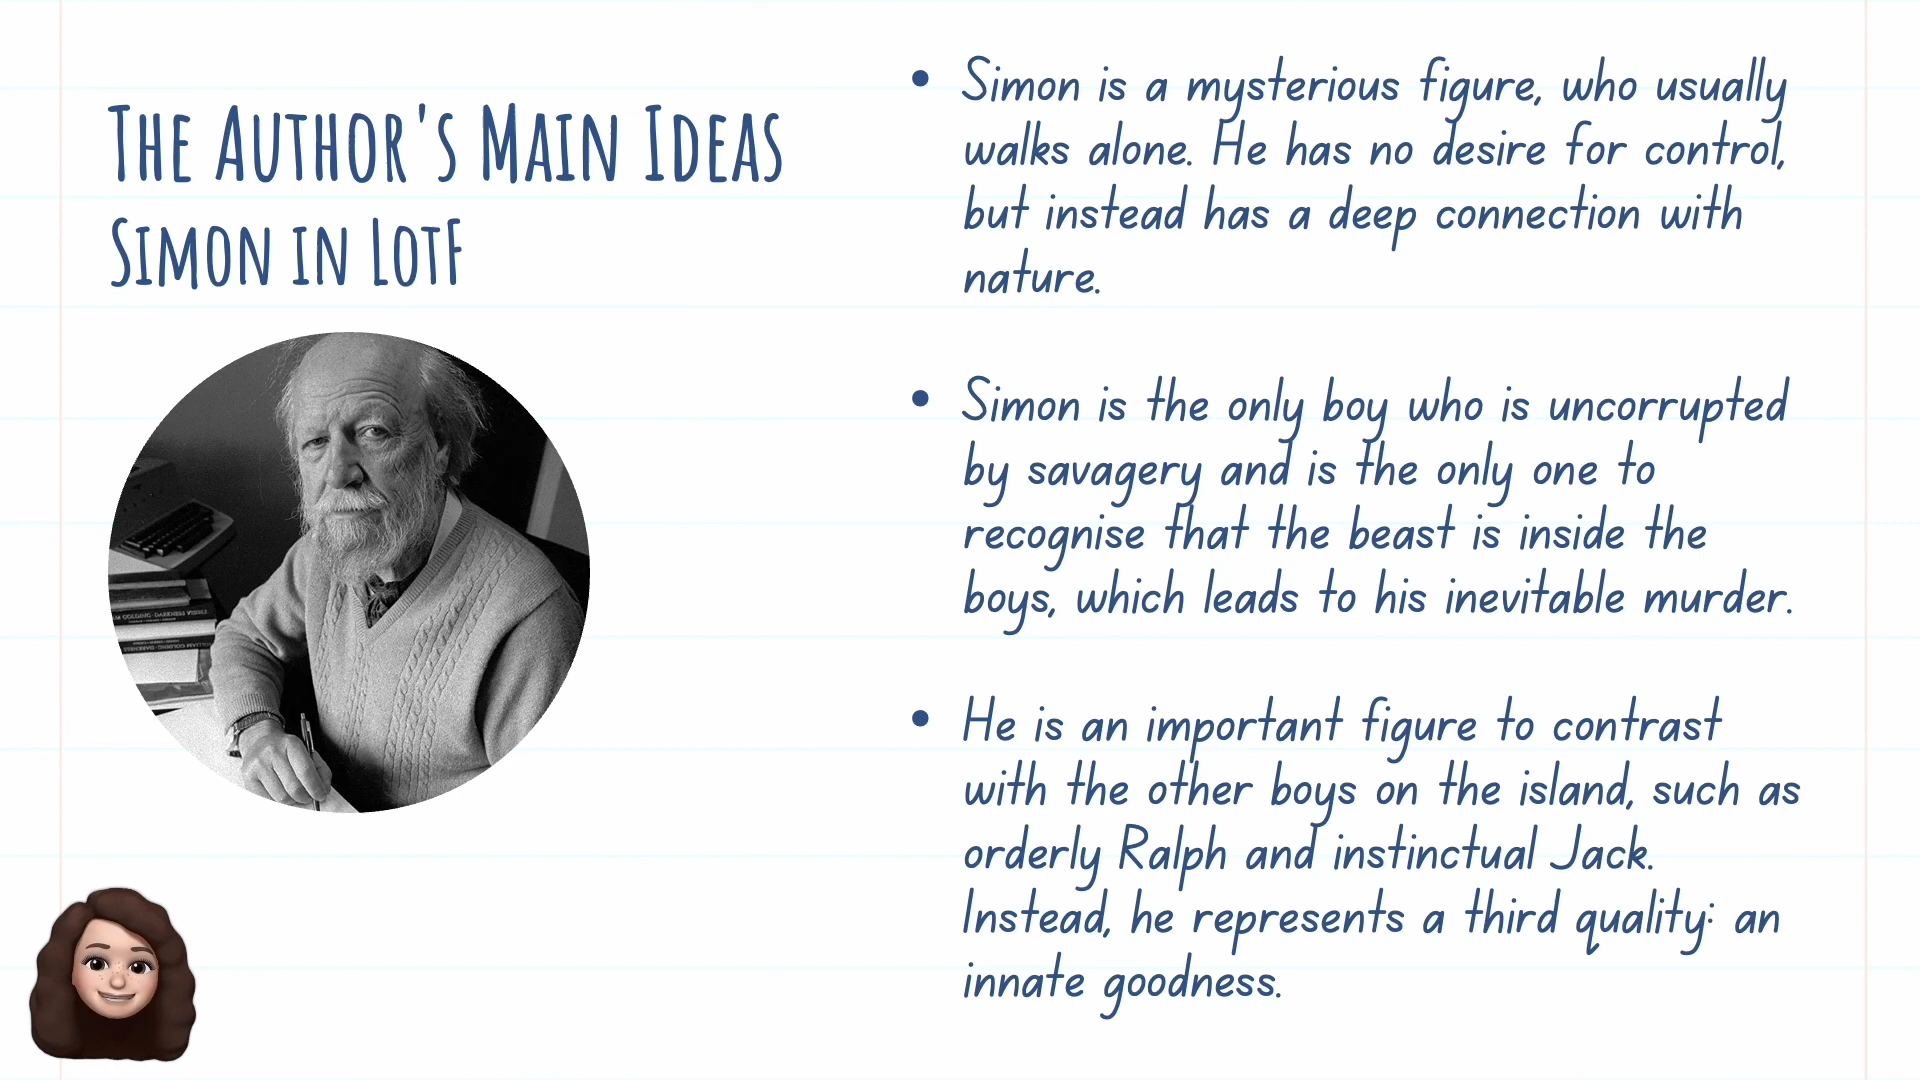 The Author's Main Ideas
Simon in LotF
• Simon is a mysterious figure, who usually
walks alone. He has no desire for control,
but instead has a deep connection with
nature.
• Simon is the only boy who is uncorrupted
by savagery and is the only one to
recognise that the beast is inside the
boys, which leads to his inevitable murder.
• He is an important figure to contrast
with the other boys on the island, such as
orderly Ralph and instinctual Jack.
Instead, he represents a third quality: an
innate goodness.